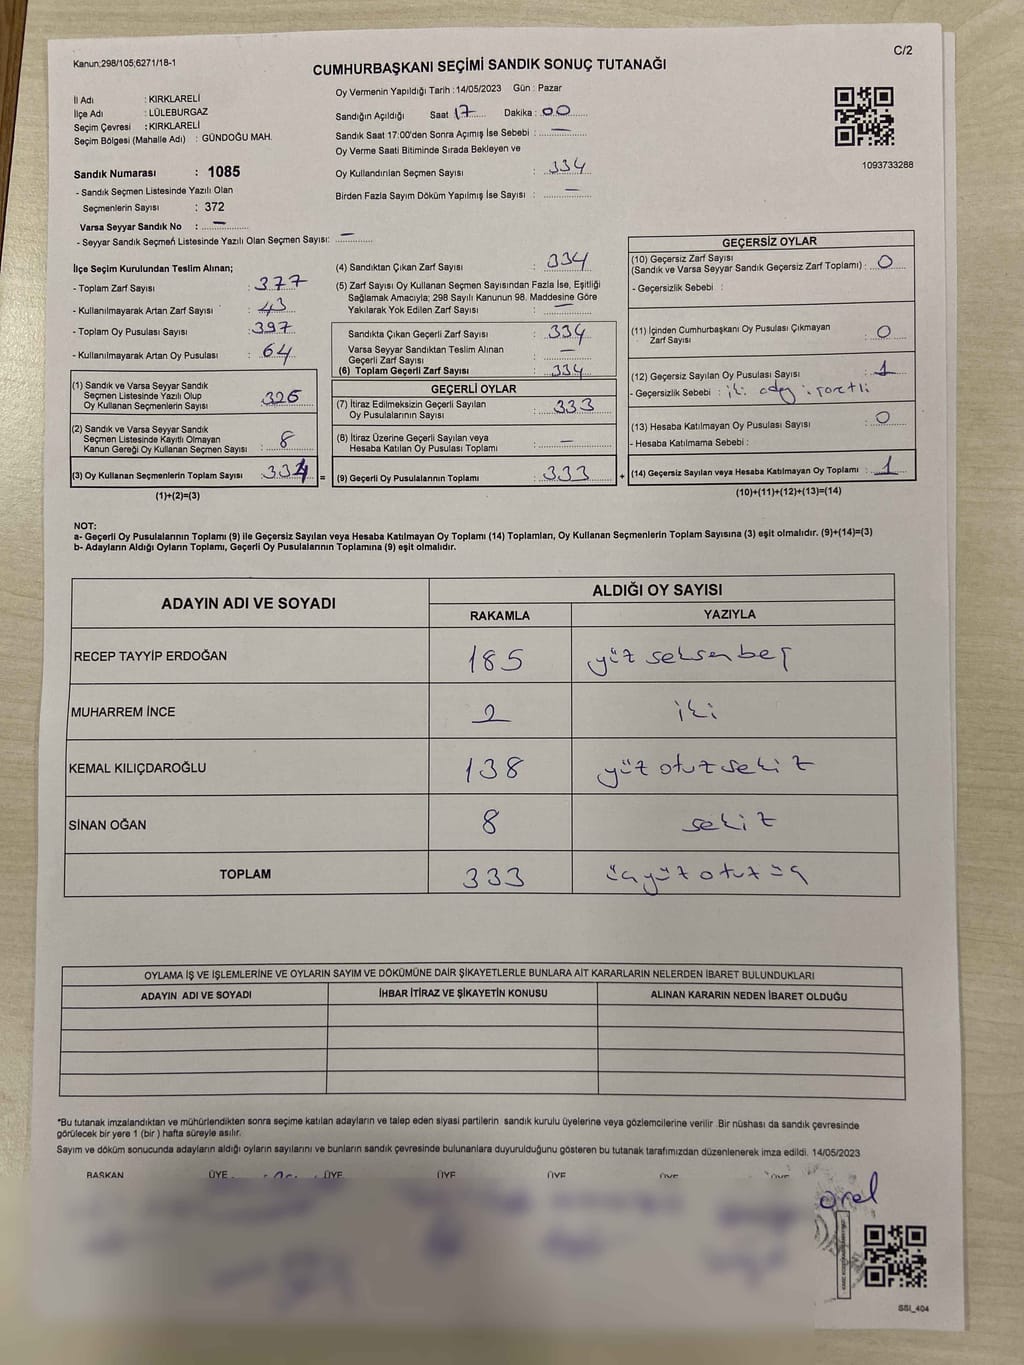 Kanun;298/105;6271/18-1
C/2
CUMHURBAŞKANI SEÇİMİ SANDIK SONUÇ TUTANAĞI
İl Adı : KIRKLARELİ
İlçe Adı : LÜLEBURGAZ
Seçim Çevresi : KIRKLARELİ
Seçim Bölgesi (Mahalle Adı) : GÜNDOĞU MAH.
Sandık Numarası : 1085
- Sandık Seçmen Listesinde Yazılı Olan
Seçmenlerin Sayısı : 372
Varsa Seyyar Sandık No : –
- Seyyar Sandık Seçmen Listesinde Yazılı Olan Seçmen Sayısı: –
Oy Vermenin Yapıldığı Tarih :14/05/2023 Gün : Pazar
Sandığın Açıldığı Saat 17 Dakika : 00
Sandık Saat 17:00'den Sonra Açımış İse Sebebi : –
Oy Verme Saati Bitiminde Sırada Bekleyen ve
Oy Kullandırılan Seçmen Sayısı : 334
Birden Fazla Sayım Döküm Yapılmış İse Sayısı : –
1093733288
İlçe Seçim Kurulundan Teslim Alınan;
- Toplam Zarf Sayısı : 377
- Kullanılmayarak Artan Zarf Sayısı : 43
- Toplam Oy Pusulası Sayısı : 397
- Kullanılmayarak Artan Oy Pusulası : 64
(1) Sandık ve Varsa Seyyar Sandık
Seçmen Listesinde Yazılı Olup
Oy Kullanan Seçmenlerin Sayısı 326
(2) Sandık ve Varsa Seyyar Sandık
Seçmen Listesinde Kayıtlı Olmayan
Kanun Gereği Oy Kullanan Seçmen Sayısı : 8
(3) Oy Kullanan Seçmenlerin Toplam Sayısı : 334 =
(1)+(2)=(3)
(4) Sandıktan Çıkan Zarf Sayısı : 334
(5) Zarf Sayısı Oy Kullanan Seçmen Sayısından Fazla İse, Eşitliği
Sağlamak Amacıyla; 298 Sayılı Kanunun 98. Maddesine Göre
Yakılarak Yok Edilen Zarf Sayısı : –
Sandıkta Çıkan Geçerli Zarf Sayısı : 334
Varsa Seyyar Sandıktan Teslim Alınan
Geçerli Zarf Sayısı : –
(6) Toplam Geçerli Zarf Sayısı : 334
GEÇERLİ OYLAR
(7) İtiraz Edilmeksizin Geçerli Sayılan
Oy Pusulalarının Sayısı : 333
(8) İtiraz Üzerine Geçerli Sayılan veya
Hesaba Katılan Oy Pusulası Toplamı : –
(9) Geçerli Oy Pusulalarının Toplamı : 333 +
GEÇERSİZ OYLAR
(10) Geçersiz Zarf Sayısı
(Sandık ve Varsa Seyyar Sandık Geçersiz Zarf Toplamı) : 0
- Geçersizlik Sebebi :
(11) İçinden Cumhurbaşkanı Oy Pusulası Çıkmayan
Zarf Sayısı : 0
(12) Geçersiz Sayılan Oy Pusulası Sayısı : 1
- Geçersizlik Sebebi : iki aday işaretli
(13) Hesaba Katılmayan Oy Pusulası Sayısı : 0
- Hesaba Katılmama Sebebi :
(14) Geçersiz Sayılan veya Hesaba Katılmayan Oy Toplamı : 1
(10)+(11)+(12)+(13)=(14)
NOT:
a- Geçerli Oy Pusulalarının Toplamı (9) ile Geçersiz Sayılan veya Hesaba Katılmayan Oy Toplamı (14) Toplamları, Oy Kullanan Seçmenlerin Toplam Sayısına (3) eşit olmalıdır. (9)+(14)=(3)
b- Adayların Aldığı Oyların Toplamı, Geçerli Oy Pusulalarının Toplamına (9) eşit olmalıdır.
ADAYIN ADI VE SOYADI
ALDIĞI OY SAYISI
RAKAMLA YAZIYLA
RECEP TAYYİP ERDOĞAN 185 yüz seksen beş
MUHARREM İNCE 2 iki
KEMAL KILIÇDAROĞLU 138 yüz otuz sekiz
SİNAN OĞAN 8 sekiz
TOPLAM 333 üçyüz otuz üç
OYLAMA İŞ VE İŞLEMLERİNE VE OYLARIN SAYIM VE DÖKÜMÜNE DAİR ŞİKAYETLERLE BUNLARA AİT KARARLARIN NELERDEN İBARET BULUNDUKLARI
ADAYIN ADI VE SOYADI İHBAR İTİRAZ VE ŞİKAYETİN KONUSU ALINAN KARARIN NEDEN İBARET OLDUĞU
*Bu tutanak imzalandıktan ve mühürlendikten sonra seçime katılan adayların ve talep eden siyasi partilerin sandık kurulu üyelerine veya gözlemcilerine verilir .Bir nüshası da sandık çevresinde
görülecek bir yere 1 (bir ) hafta süreyle asılır.
Sayım ve döküm sonucunda adayların aldığı oyların sayılarını ve bunların sandık çevresinde bulunanlara duyurulduğunu gösteren bu tutanak tarafımızdan düzenlenerek imza edildi. 14/05/2023
BAŞKAN ÜYE ÜYE ÜYE ÜYE ÜYE ÜYE
SSI_404